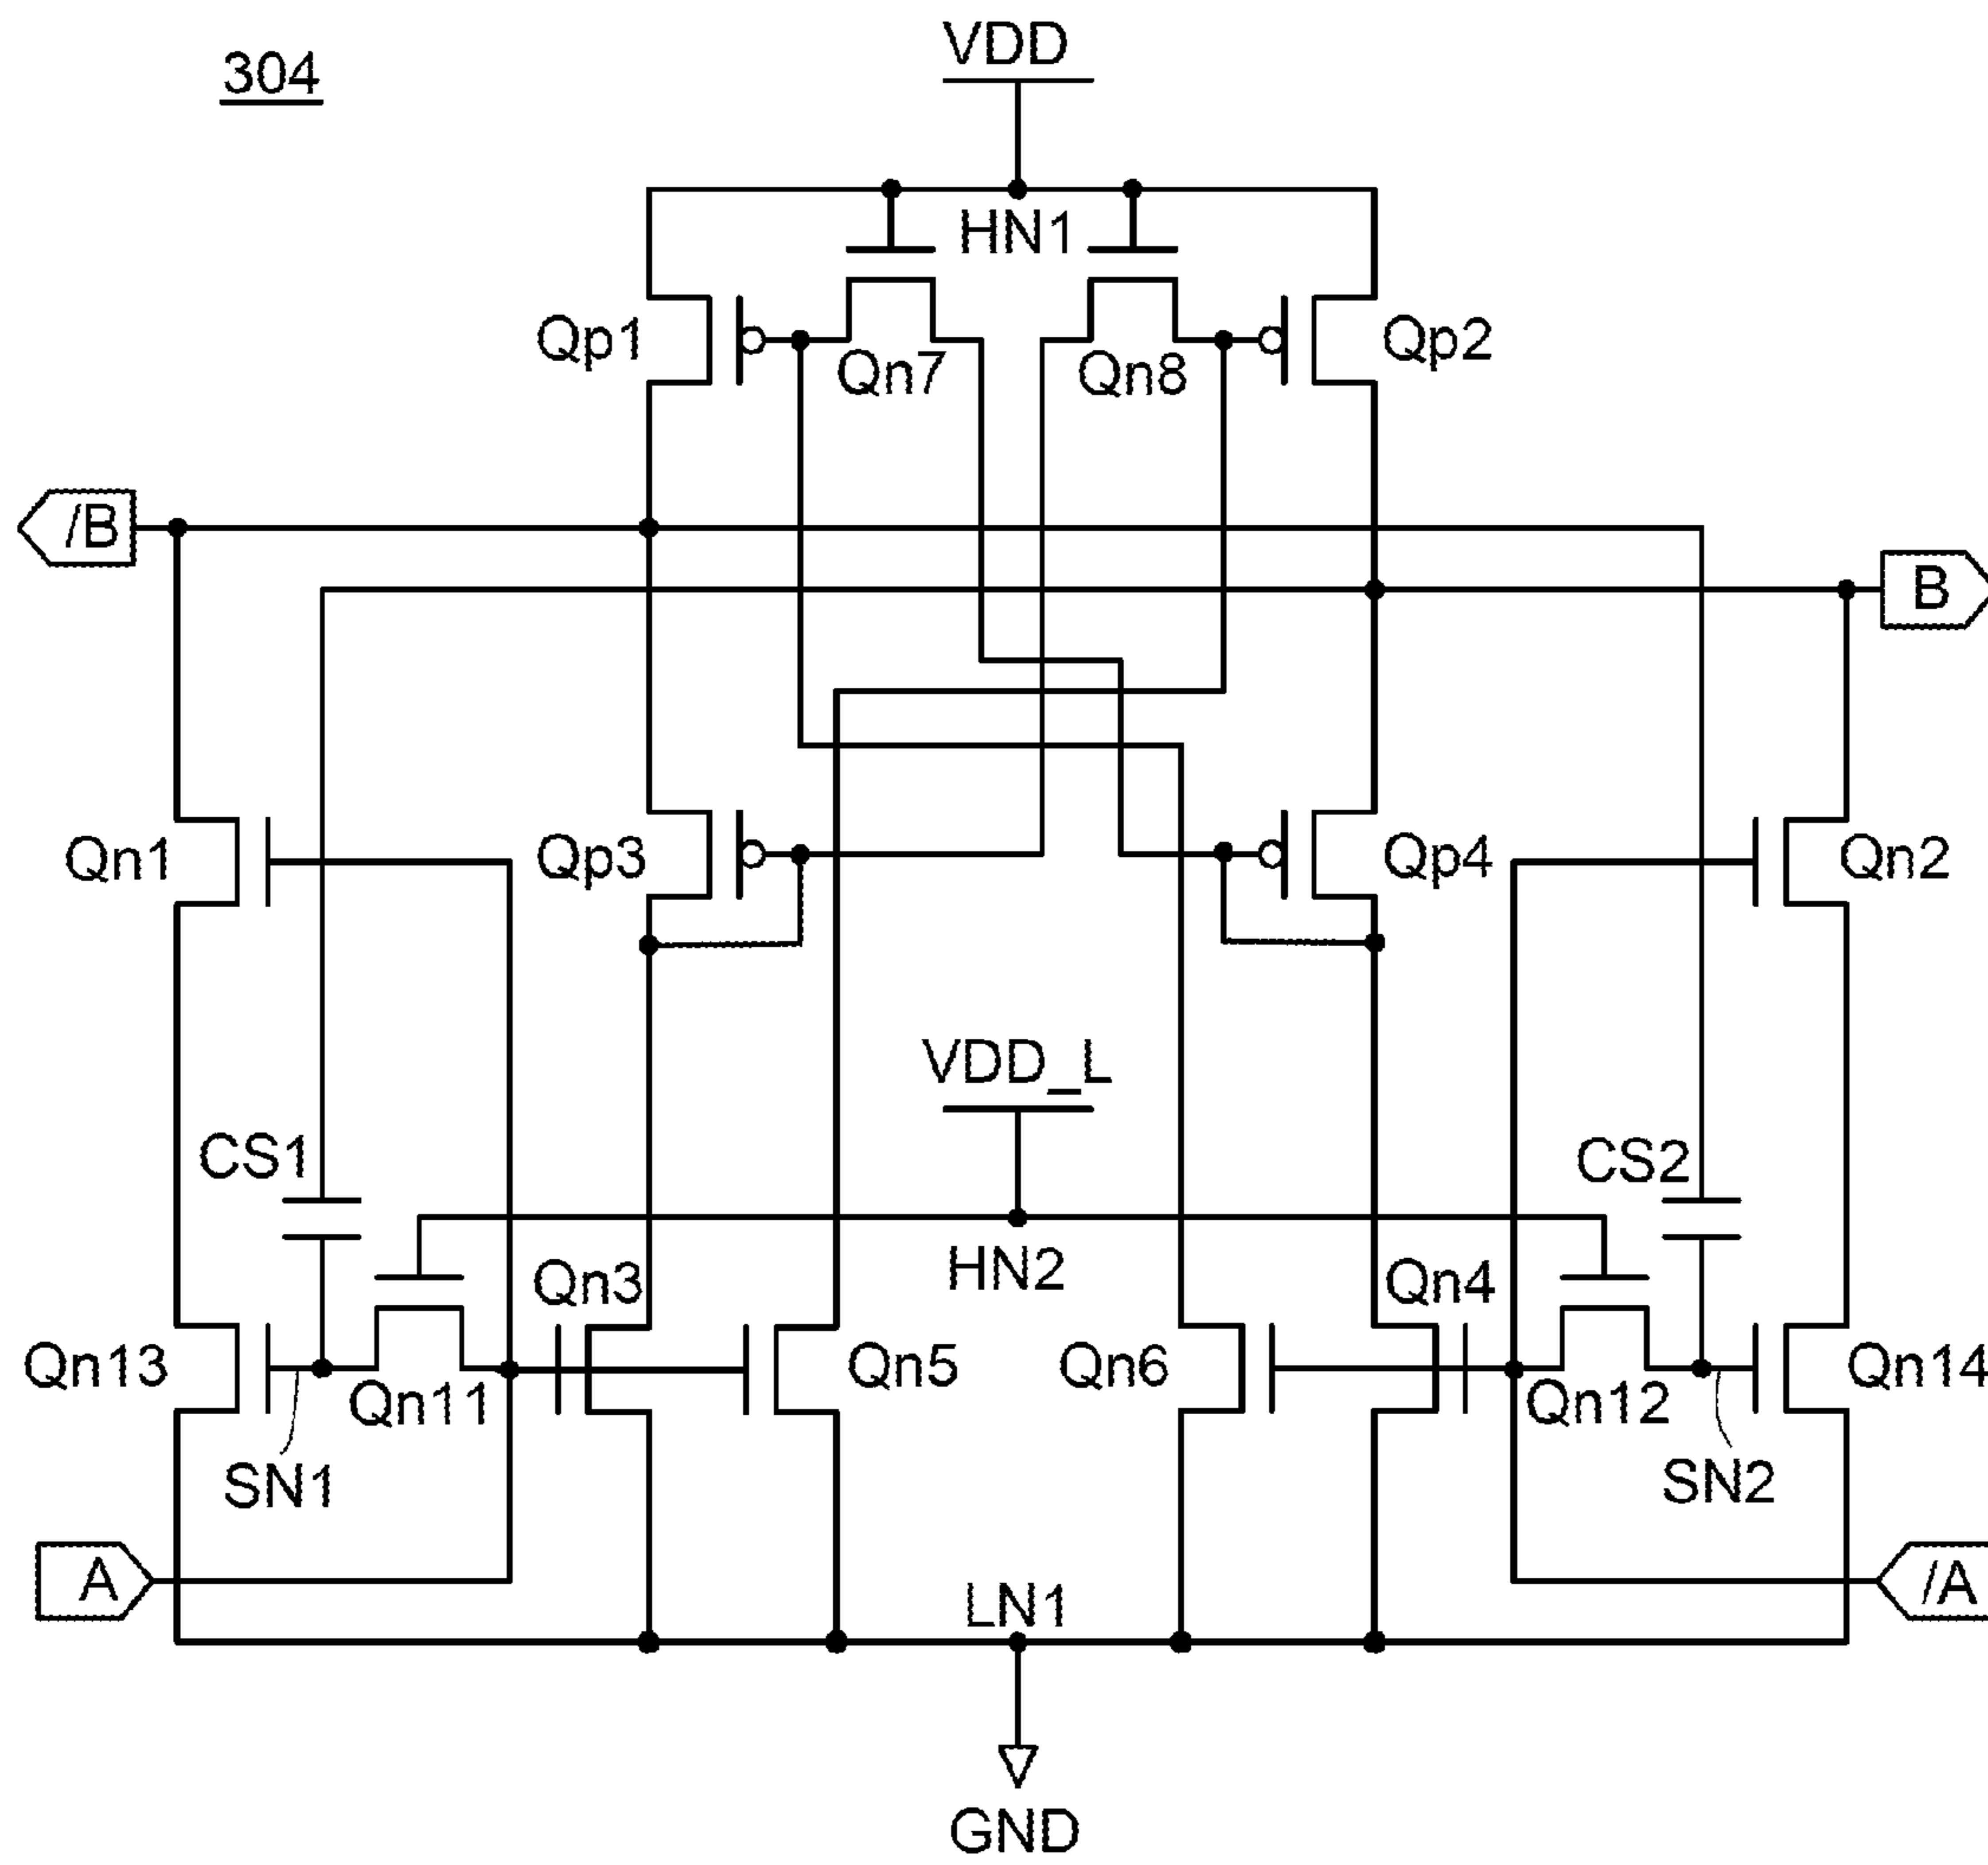 304
VDD
HN1
Qp1
Qn7
Qn8
Qp2
/B
B
Qn1
Qp3
Qp4
Qn2
VDD_L
CS1
CS2
HN2
Qn3
Qn4
Qn13
Qn11
Qn5
Qn6
Qn12
Qn14
SN1
SN2
A
LN1
/A
GND